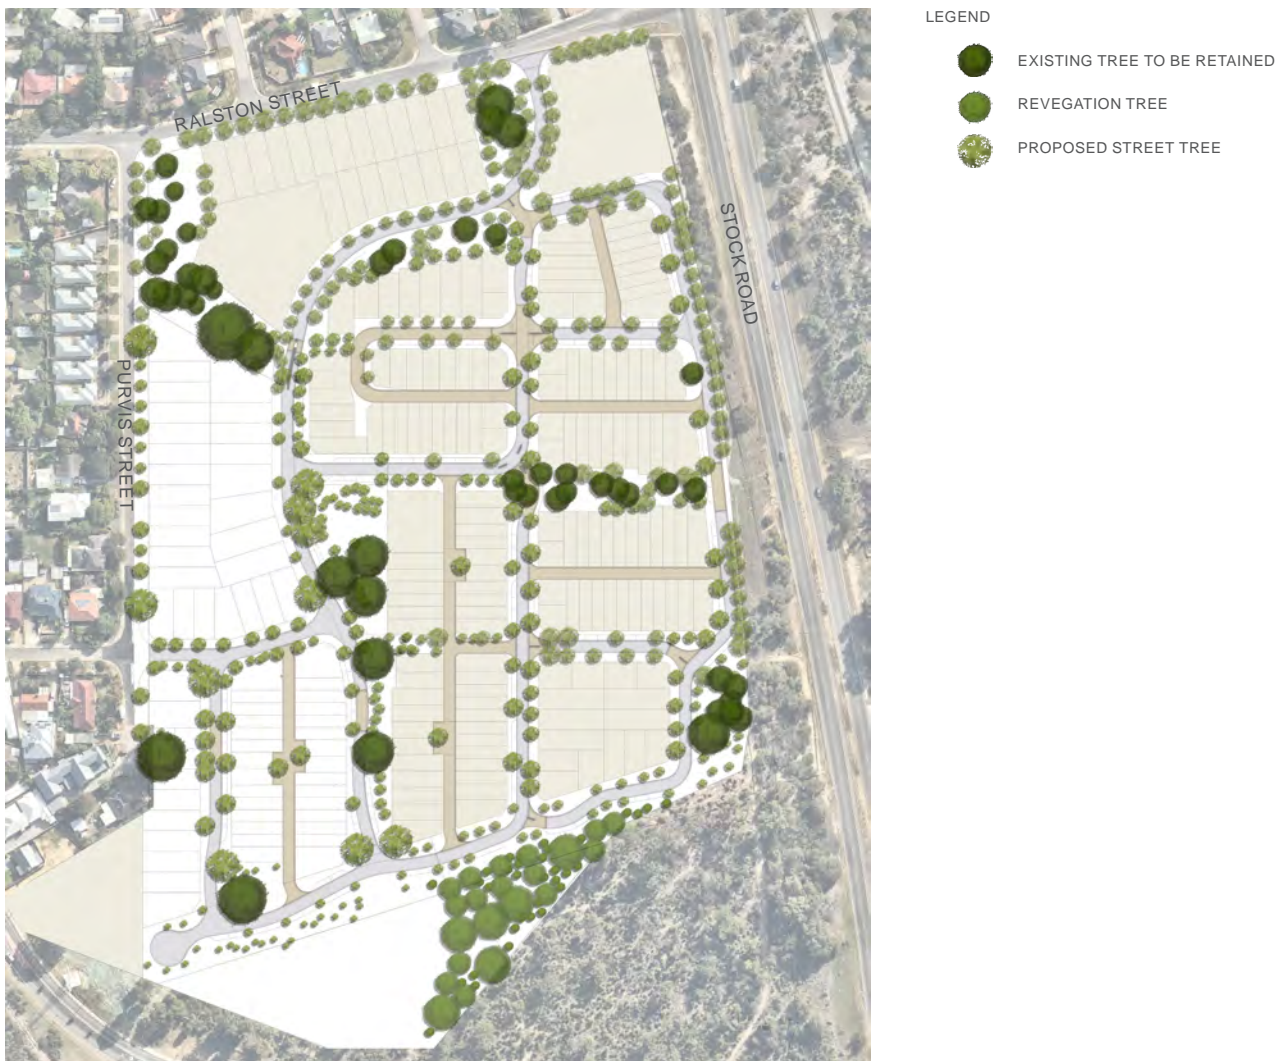 LEGEND
EXISTING TREE TO BE RETAINED
REVEGATION TREE
PROPOSED STREET TREE
RALSTON STREET
STOCK ROAD
PURVIS STREET